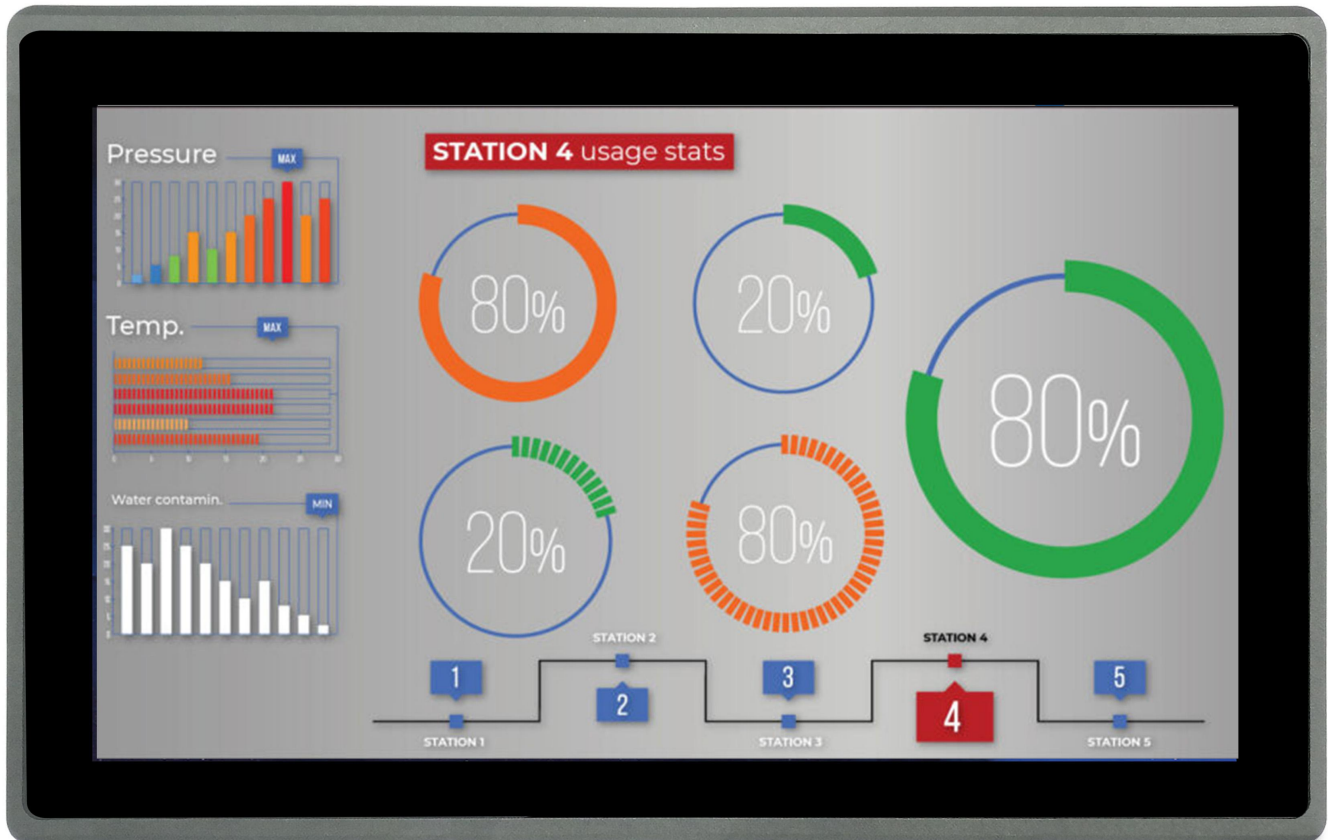 STATION 4 usage stats
Pressure
MAX
Temp.
MAX
Water contamin.
MIN
80%
20%
80%
20%
80%
STATION 2
STATION 4
1
2
3
4
5
STATION 1
STATION 3
STATION 5